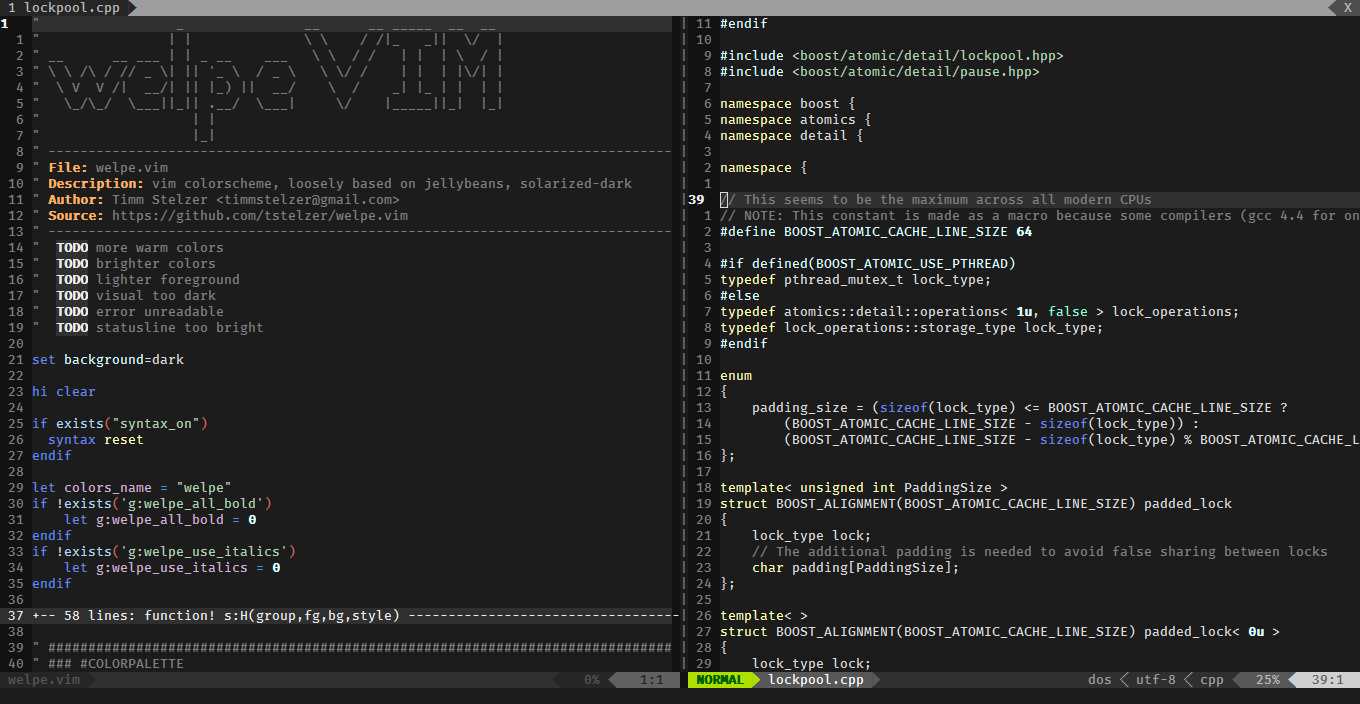 1 lockpool.cpp X
1 "                  _               __      __ _____  __  __
1 "                 | |              \ \    / /|_   _||  \/  |
2 " __      __ ___ | | _ __    ___   \ \  / /   | |  | \  / |
3 " \ \ /\ / // _ \| || '_ \  / _ \   \ \/ /    | |  | |\/| |
4 "  \ V  V /|  __/| || |_) ||  __/    \  /    _| |_ | |  | |
5 "   \_/\_/  \___||_|| .__/  \___|     \/    |_____||_|  |_|
6 "                   | |
7 "                   |_|
8 " ------------------------------------------------------------------------------
9 " File: welpe.vim
10 " Description: vim colorscheme, loosely based on jellybeans, solarized-dark
11 " Author: Timm Stelzer <timmstelzer@gmail.com>
12 " Source: https://github.com/tstelzer/welpe.vim
13 " ------------------------------------------------------------------------------
14 "  TODO more warm colors
15 "  TODO brighter colors
16 "  TODO lighter foreground
17 "  TODO visual too dark
18 "  TODO error unreadable
19 "  TODO statusline too bright
20
21 set background=dark
22
23 hi clear
24
25 if exists("syntax_on")
26   syntax reset
27 endif
28
29 let colors_name = "welpe"
30 if !exists('g:welpe_all_bold')
31     let g:welpe_all_bold = 0
32 endif
33 if !exists('g:welpe_use_italics')
34     let g:welpe_use_italics = 0
35 endif
36
37 +-- 58 lines: function! s:H(group,fg,bg,style) ----------------------------------
38
39 " ##############################################################################
40 " ### #COLORPALETTE
welpe.vim 0% 1:1
11 #endif
10
9 #include <boost/atomic/detail/lockpool.hpp>
8 #include <boost/atomic/detail/pause.hpp>
7
6 namespace boost {
5 namespace atomics {
4 namespace detail {
3
2 namespace {
1
39 // This seems to be the maximum across all modern CPUs
1 // NOTE: This constant is made as a macro because some compilers (gcc 4.4 for on
2 #define BOOST_ATOMIC_CACHE_LINE_SIZE 64
3
4 #if defined(BOOST_ATOMIC_USE_PTHREAD)
5 typedef pthread_mutex_t lock_type;
6 #else
7 typedef atomics::detail::operations< 1u, false > lock_operations;
8 typedef lock_operations::storage_type lock_type;
9 #endif
10
11 enum
12 {
13     padding_size = (sizeof(lock_type) <= BOOST_ATOMIC_CACHE_LINE_SIZE ?
14         (BOOST_ATOMIC_CACHE_LINE_SIZE - sizeof(lock_type)) :
15         (BOOST_ATOMIC_CACHE_LINE_SIZE - sizeof(lock_type) % BOOST_ATOMIC_CACHE_L
16 };
17
18 template< unsigned int PaddingSize >
19 struct BOOST_ALIGNMENT(BOOST_ATOMIC_CACHE_LINE_SIZE) padded_lock
20 {
21     lock_type lock;
22     // The additional padding is needed to avoid false sharing between locks
23     char padding[PaddingSize];
24 };
25
26 template< >
27 struct BOOST_ALIGNMENT(BOOST_ATOMIC_CACHE_LINE_SIZE) padded_lock< 0u >
28 {
29     lock_type lock;
NORMAL lockpool.cpp dos utf-8 cpp 25% 39:1